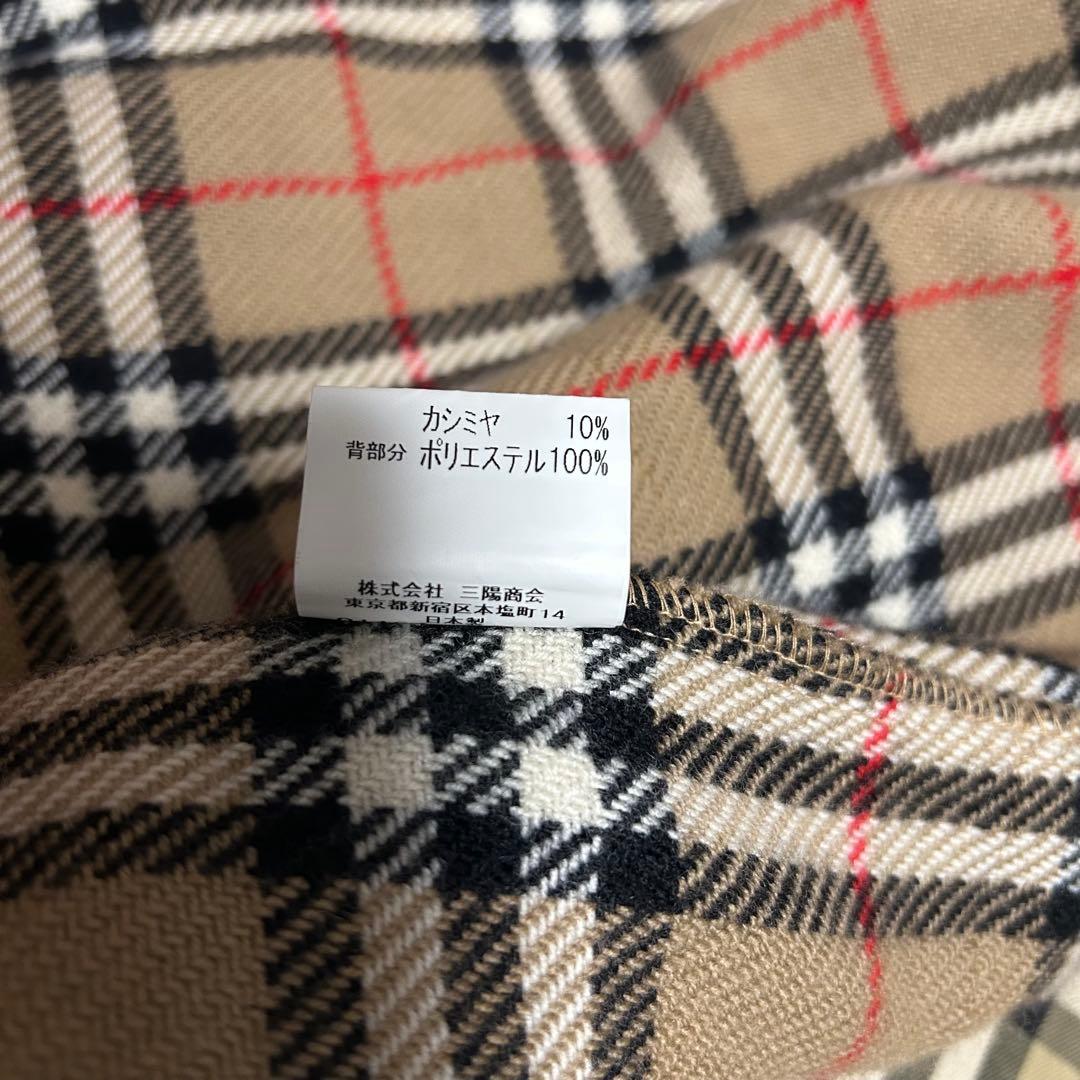 カシミヤ 10%
背部分 ポリエステル100%
株式会社 三陽商会
東京都新宿区本塩町14
日本製